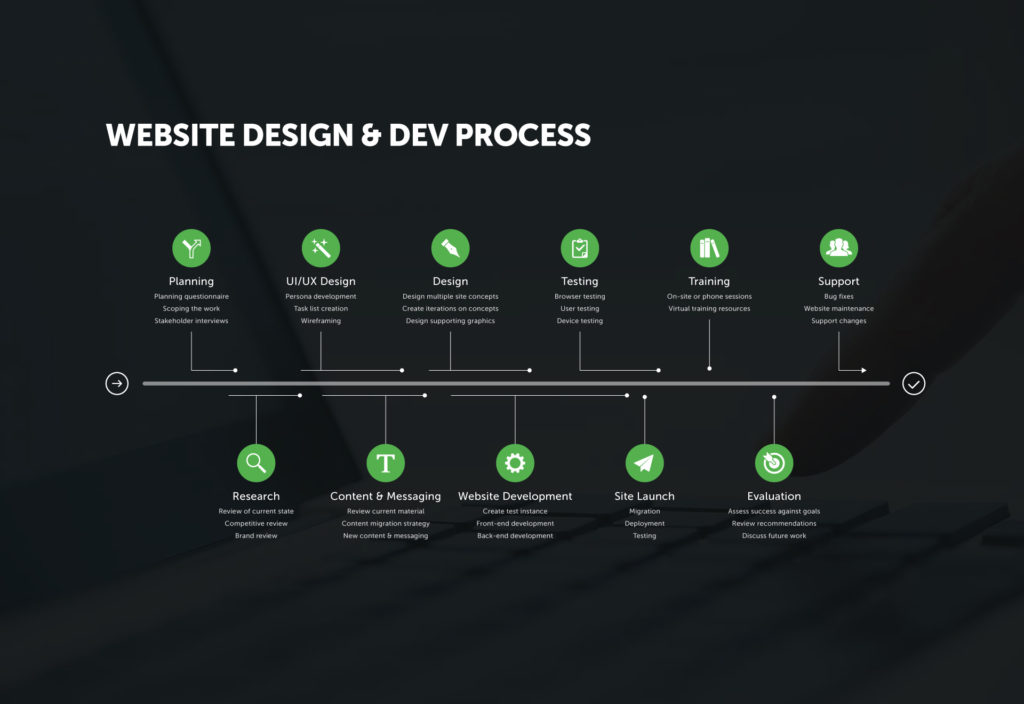 WEBSITE DESIGN & DEV PROCESS
Planning
Planning questionnaire
Scoping the work
Stakeholder interviews
UI/UX Design
Persona development
Task list creation
Wireframing
Design
Design multiple site concepts
Create iterations on concepts
Design supporting graphics
Testing
Browser testing
User testing
Device testing
Training
On-site or phone sessions
Virtual training resources
Support
Bug fixes
Website maintenance
Support changes
Research
Review of current state
Competitive review
Brand review
T
Content & Messaging
Review current material
Content migration strategy
New content & messaging
Website Development
Create test instance
Front-end development
Back-end development
Site Launch
Migration
Deployment
Testing
Evaluation
Assess success against goals
Review recommendations
Discuss future work